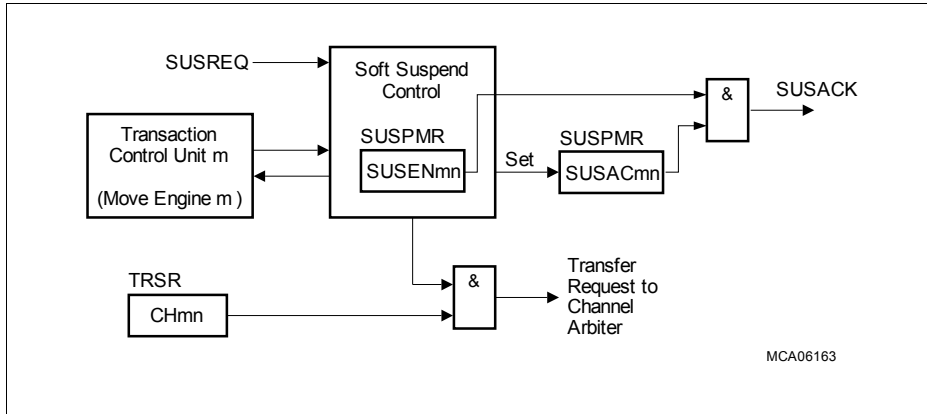 SUSREQ
Soft Suspend
Control
SUSPMR
SUSENmn
Transaction
Control Unit m
(Move Engine m )
Set
SUSPMR
SUSACmn
&
SUSACK
TRSR
CHmn
&
Transfer
Request to
Channel
Arbiter
MCA06163